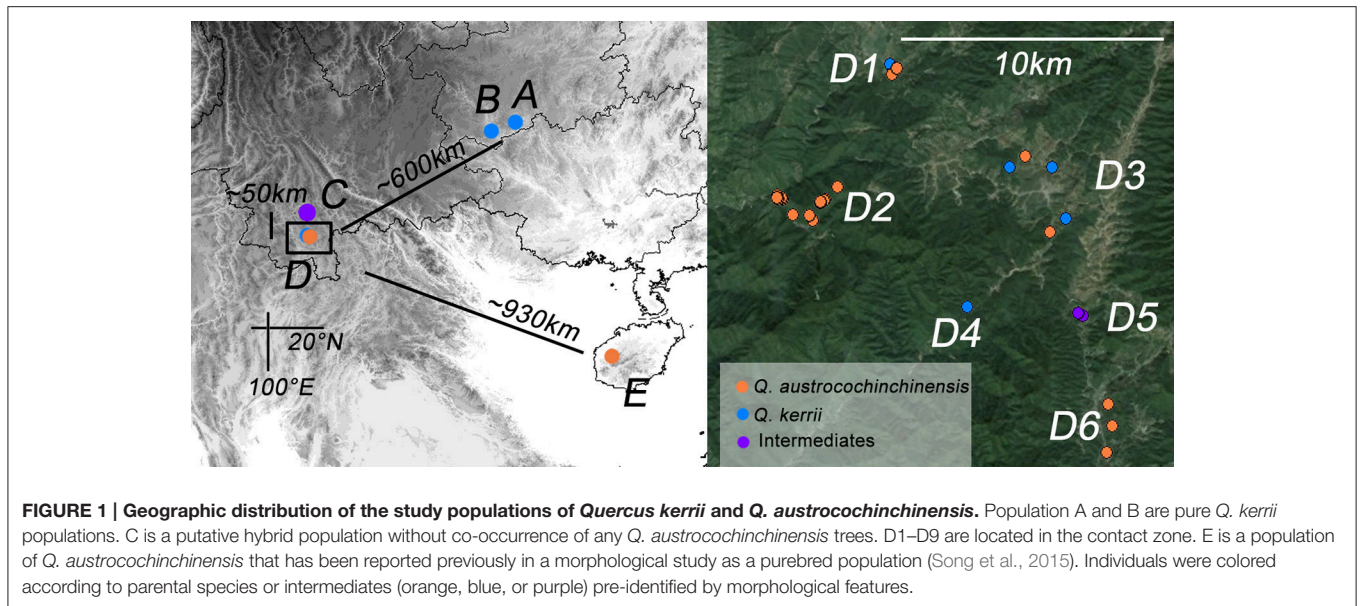 B
A
~600km
~50km
C
D
~930km
20°N
100°E
E
D1
10km
D3
D2
D4
D5
D6
Q. austrocochinchinensis
Q. kerrii
Intermediates
FIGURE 1 | Geographic distribution of the study populations of Quercus kerrii and Q. austrocochinchinensis. Population A and B are pure Q. kerrii
populations. C is a putative hybrid population without co-occurrence of any Q. austrocochinchinensis trees. D1–D9 are located in the contact zone. E is a population
of Q. austrocochinchinensis that has been reported previously in a morphological study as a purebred population (Song et al., 2015). Individuals were colored
according to parental species or intermediates (orange, blue, or purple) pre-identified by morphological features.